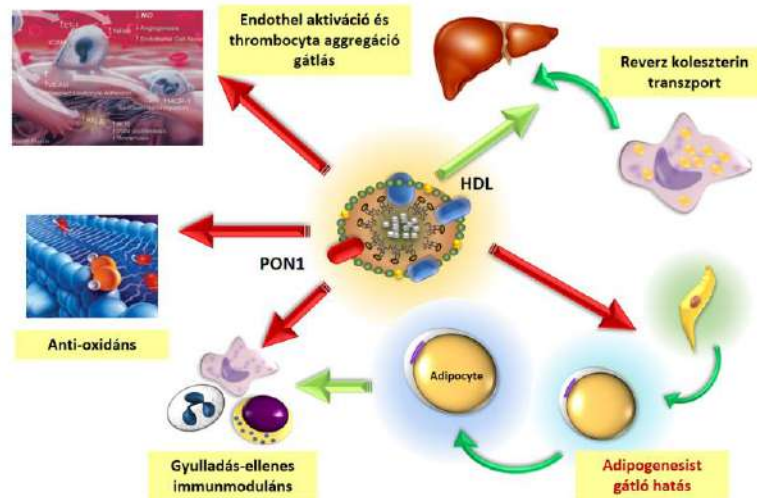 Endothel aktiváció és
thrombocyta aggregáció
gátlás
Reverz koleszterin
transzport
NO
Angiogenesis
HDL
PON1
Anti-oxidáns
Adipocyte
Gyulladás-ellenes
immunmoduláns
Adipogenesist
gátló hatás